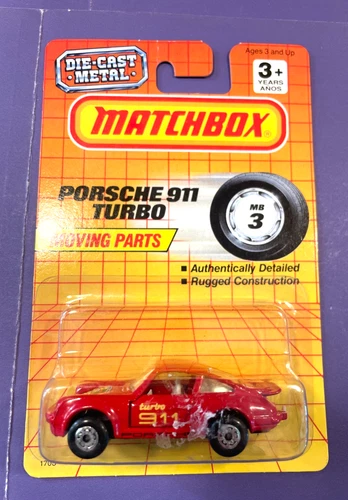 DIE-CAST
METAL
Ages 3 and Up
3+
YEARS
AÑOS
MATCHBOX
PORSCHE 911
TURBO
MB
3
MOVING PARTS
■ Authentically Detailed
■ Rugged Construction
turbo
911